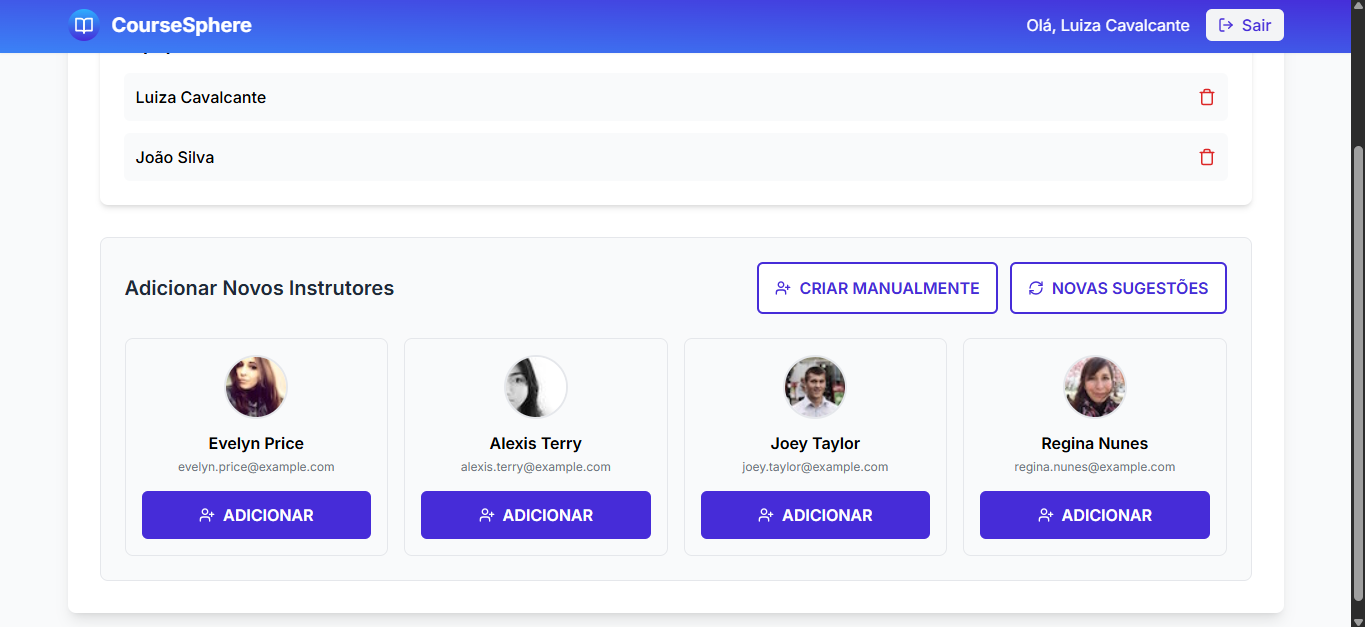 CourseSphere
Olá, Luiza Cavalcante
Sair
Luiza Cavalcante
João Silva
Adicionar Novos Instrutores
CRIAR MANUALMENTE
NOVAS SUGESTÕES
Evelyn Price
evelyn.price@example.com
ADICIONAR
Alexis Terry
alexis.terry@example.com
ADICIONAR
Joey Taylor
joey.taylor@example.com
ADICIONAR
Regina Nunes
regina.nunes@example.com
ADICIONAR